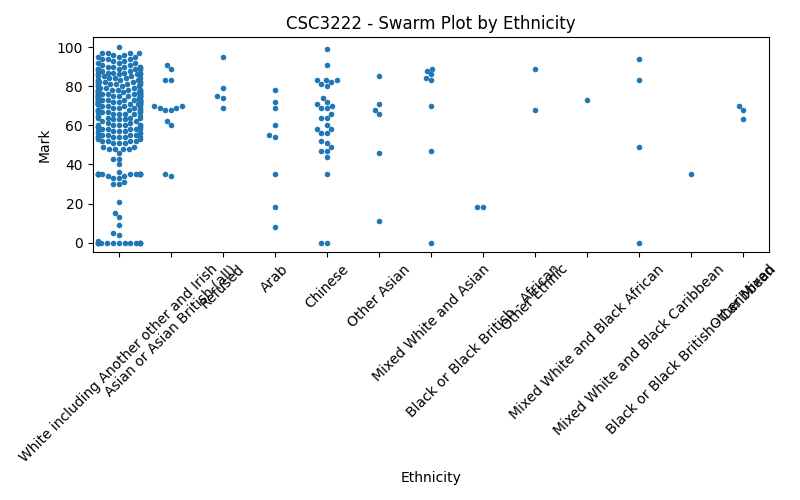 CSC3222 - Swarm Plot by Ethnicity
Mark
100
80
60
40
20
0
White including Another other and Irish
Asian or Asian British (all)
Refused
Arab
Chinese
Other Asian
Mixed White and Asian
Black or Black British - African
Other Ethnic
Mixed White and Black African
Mixed White and Black Caribbean
Black or Black British - Caribbean
Other Mixed
Ethnicity